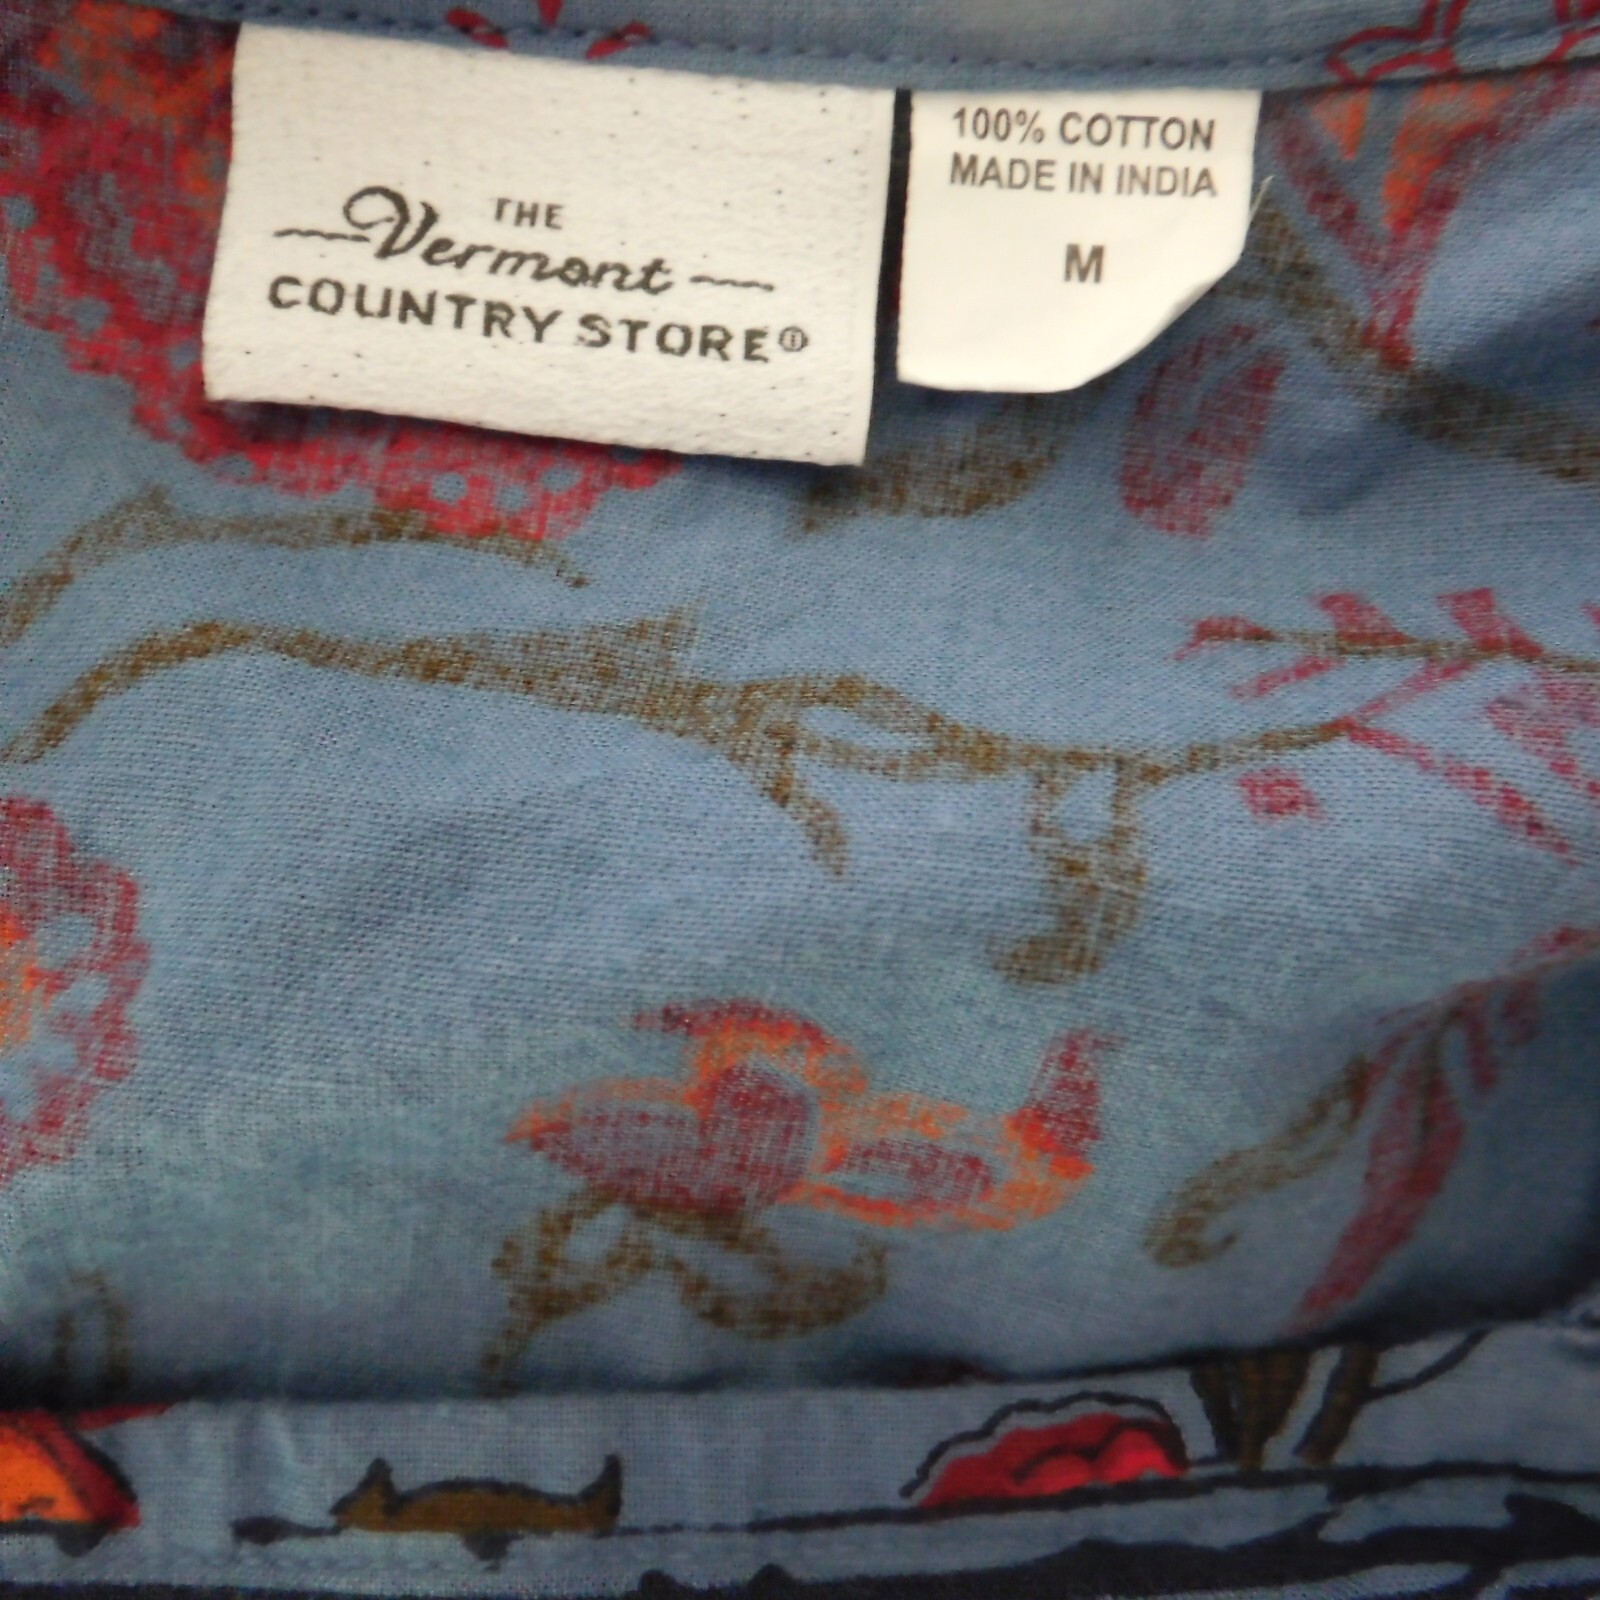 THE
Vermont
COUNTRY STORE®
100% COTTON
MADE IN INDIA
M